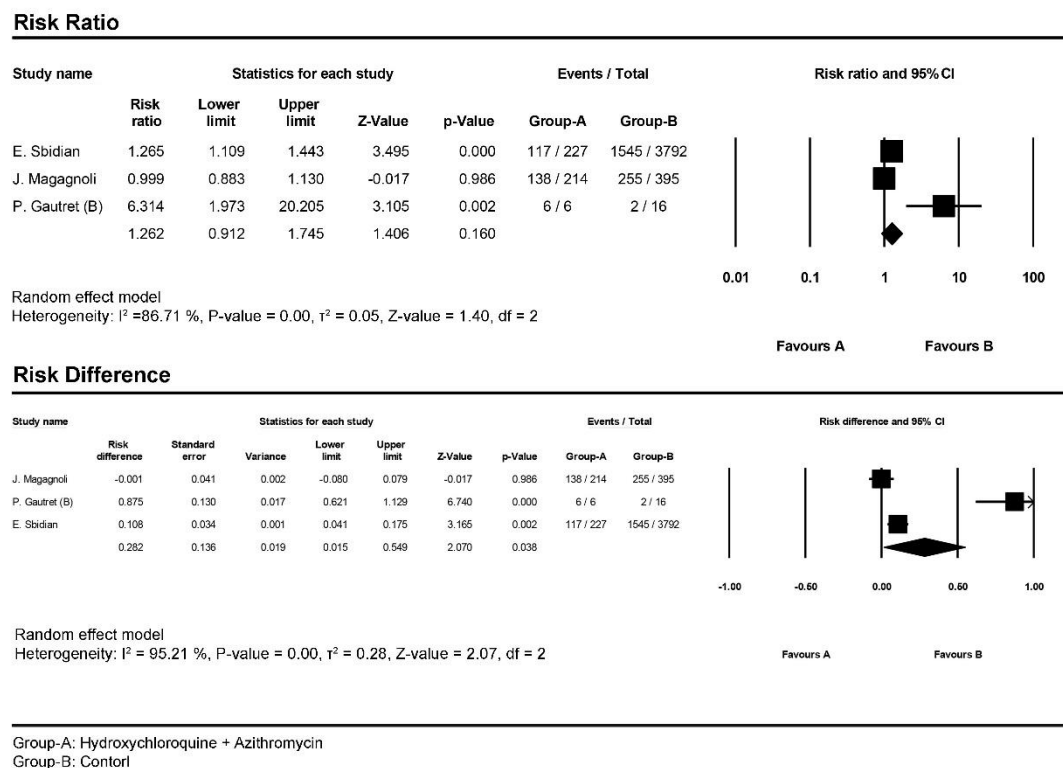 Risk Ratio
Study name Statistics for each study Events / Total Risk ratio and 95% CI
Risk ratio Lower limit Upper limit Z-Value p-Value Group-A Group-B
E. Sbidian 1.265 1.109 1.443 3.495 0.000 117 / 227 1545 / 3792
J. Magagnoli 0.999 0.883 1.130 -0.017 0.986 138 / 214 255 / 395
P. Gautret (B) 6.314 1.973 20.205 3.105 0.002 6 / 6 2 / 16
1.262 0.912 1.745 1.406 0.160
0.01 0.1 1 10 100
Random effect model
Heterogeneity: I² =86.71 %, P-value = 0.00, τ² = 0.05, Z-value = 1.40, df = 2
Favours A Favours B
Risk Difference
Study name Statistics for each study Events / Total Risk difference and 95% CI
Risk difference Standard error Variance Lower limit Upper limit Z-Value p-Value Group-A Group-B
J. Magagnoli -0.001 0.041 0.002 -0.080 0.079 -0.017 0.986 138 / 214 255 / 395
P. Gautret (B) 0.875 0.130 0.017 0.621 1.129 6.740 0.000 6 / 6 2 / 16
E. Sbidian 0.108 0.034 0.001 0.041 0.175 3.165 0.002 117 / 227 1545 / 3792
0.282 0.136 0.019 0.015 0.549 2.070 0.038
-1.00 -0.50 0.00 0.50 1.00
Random effect model
Heterogeneity: I² = 95.21 %, P-value = 0.00, τ² = 0.28, Z-value = 2.07, df = 2
Favours A Favours B
Group-A: Hydroxychloroquine + Azithromycin
Group-B: Contorl